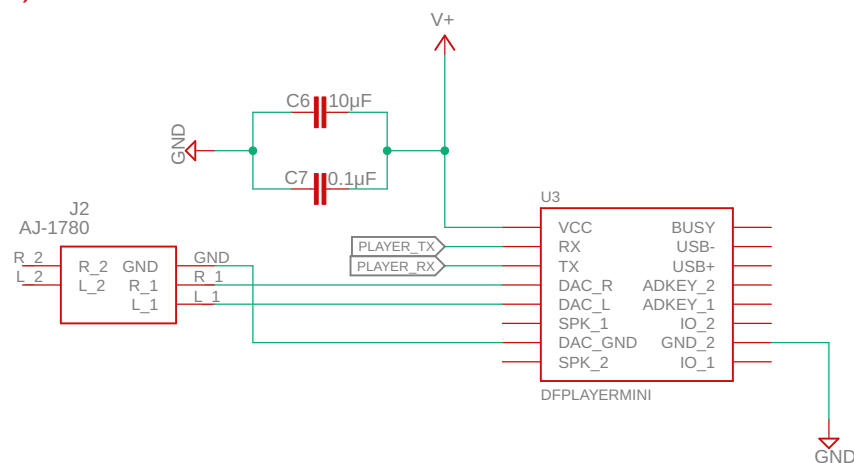 V+
C6 10µF
GND
C7 0.1µF
J2
AJ-1780
R_2
L_2
R_2 GND
L_2 R_1
L_1
GND
R_1
L_1
PLAYER_TX
PLAYER_RX
U3
VCC BUSY
RX USB-
TX USB+
DAC_R ADKEY_2
DAC_L ADKEY_1
SPK_1 IO_2
DAC_GND GND_2
SPK_2 IO_1
DFPLAYERMINI
GND